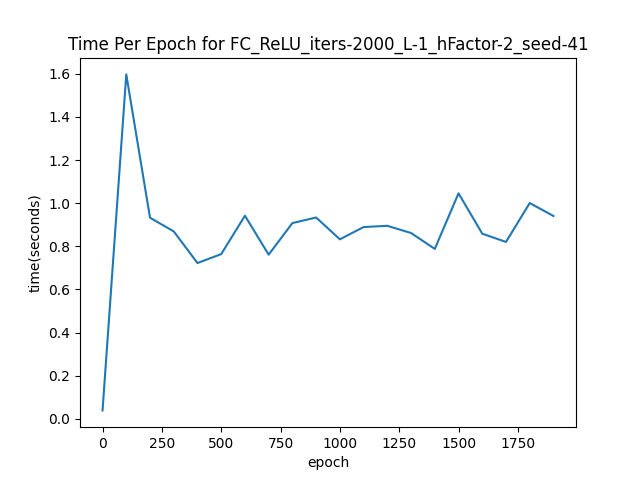 Time Per Epoch for FC_ReLU_iters-2000_L-1_hFactor-2_seed-41
1.6
1.4
1.2
1.0
0.8
0.6
0.4
0.2
0.0
time(seconds)
0 250 500 750 1000 1250 1500 1750
epoch